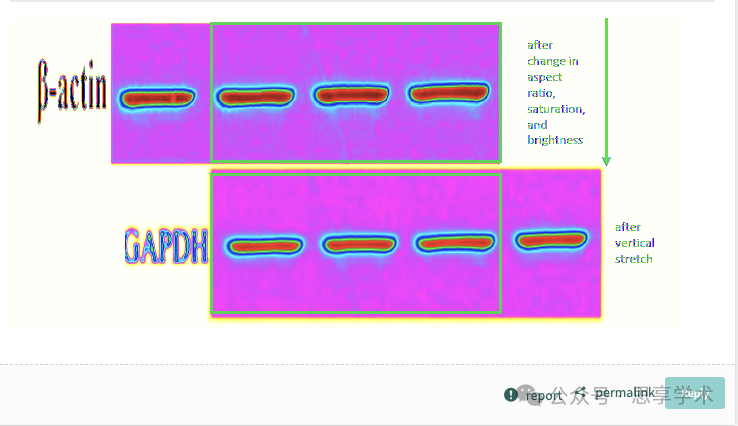 β-actin
after
change in
aspect
ratio,
saturation,
and
brightness
GAPDH
after
vertical
stretch
report
permalink
公众号 · 思享学术
reply